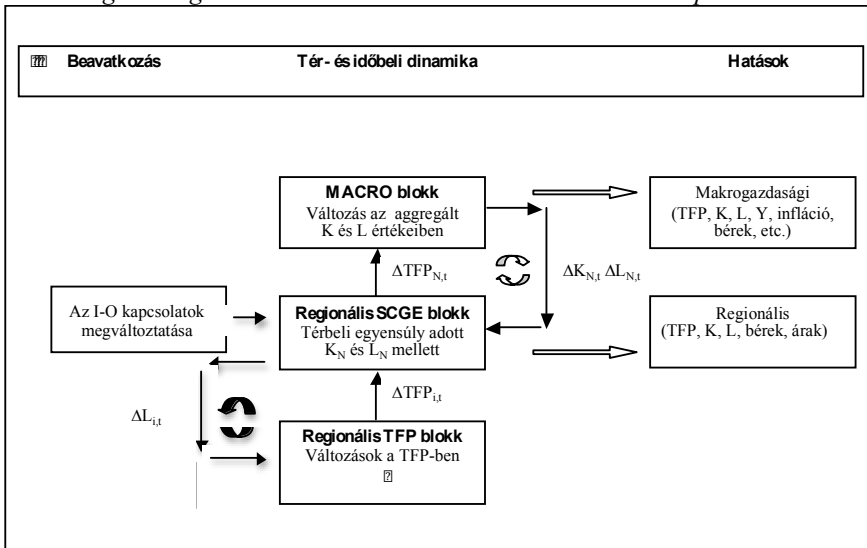 Beavatkozás Tér- és időbeli dinamika Hatások
MACRO blokk
Változás az aggregált
K és L értékeiben
Makrogazdasági
(TFP, K, L, Y, infláció,
bérek, etc.)
ΔTFP_N,t
ΔK_N,t ΔL_N,t
Az I-O kapcsolatok
megváltoztatása
Regionális SCGE blokk
Térbeli egyensúly adott
K_N és L_N mellett
Regionális
(TFP, K, L, bérek, árak)
ΔL_i,t
ΔTFP_i,t
Regionális TFP blokk
Változások a TFP-ben